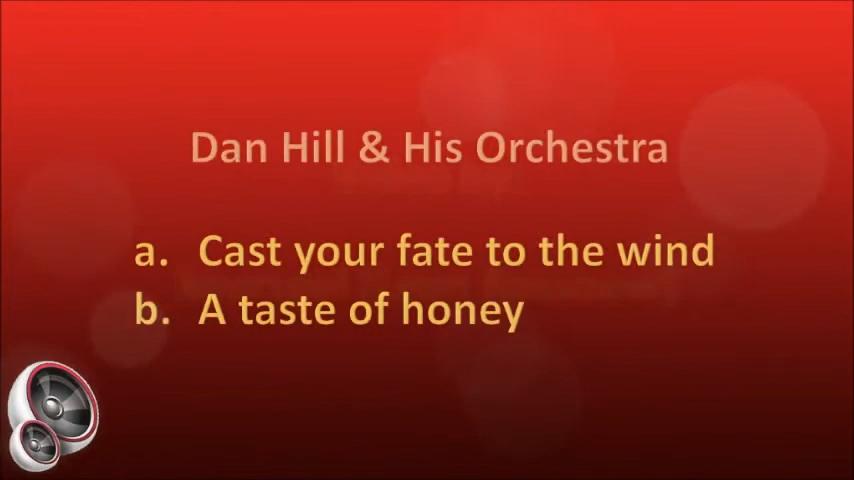 Dan Hill & His Orchestra
a. Cast your fate to the wind
b. A taste of honey